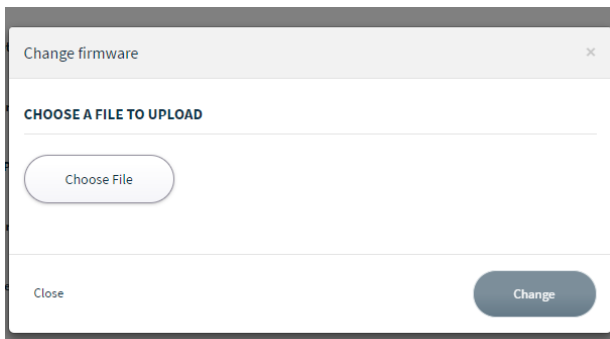 Change firmware ×
CHOOSE A FILE TO UPLOAD
Choose File
Close Change